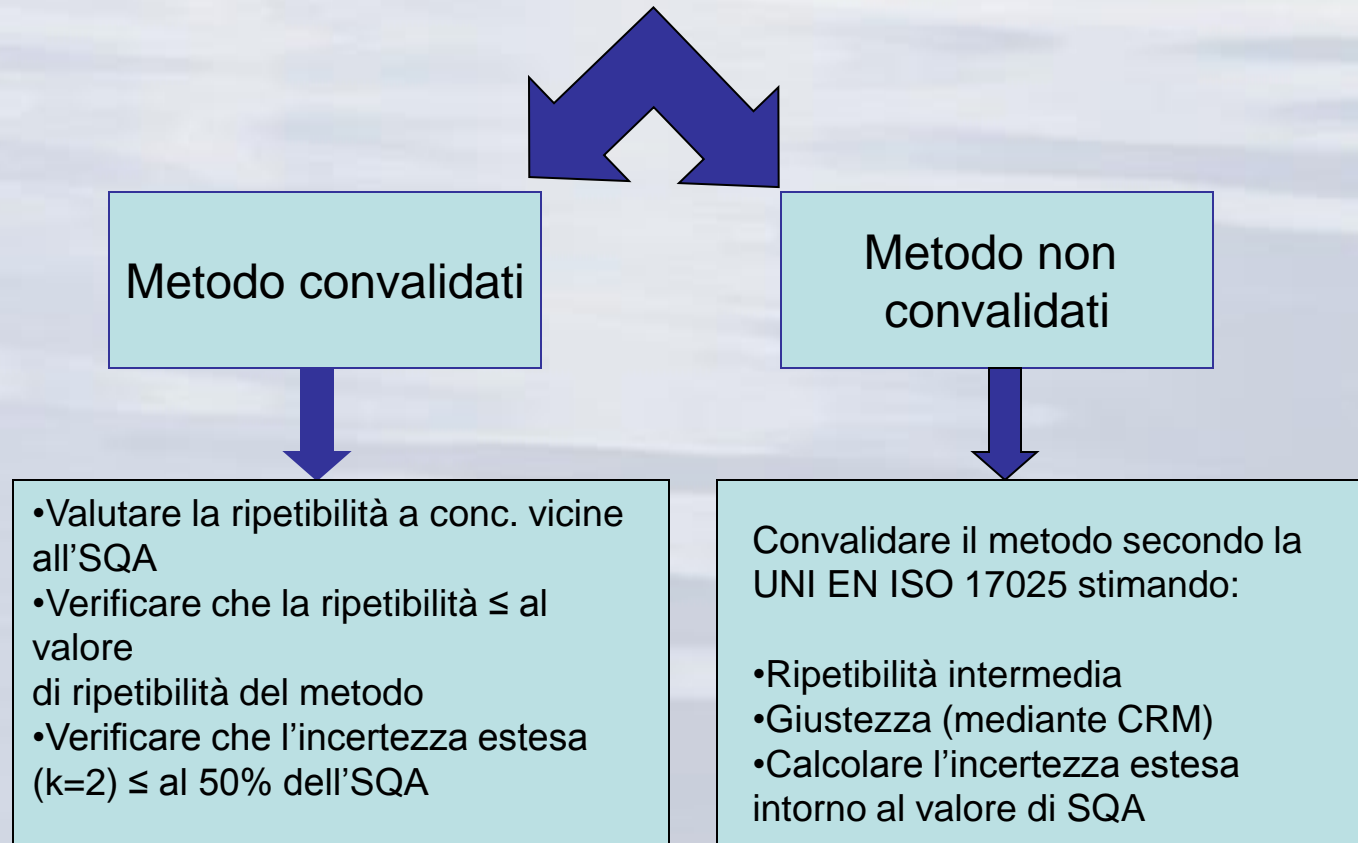 Metodo convalidati
Metodo non
convalidati
•Valutare la ripetibilità a conc. vicine
all’SQA
•Verificare che la ripetibilità ≤ al
valore
di ripetibilità del metodo
•Verificare che l’incertezza estesa
(k=2) ≤ al 50% dell’SQA
Convalidare il metodo secondo la
UNI EN ISO 17025 stimando:
•Ripetibilità intermedia
•Giustezza (mediante CRM)
•Calcolare l’incertezza estesa
intorno al valore di SQA